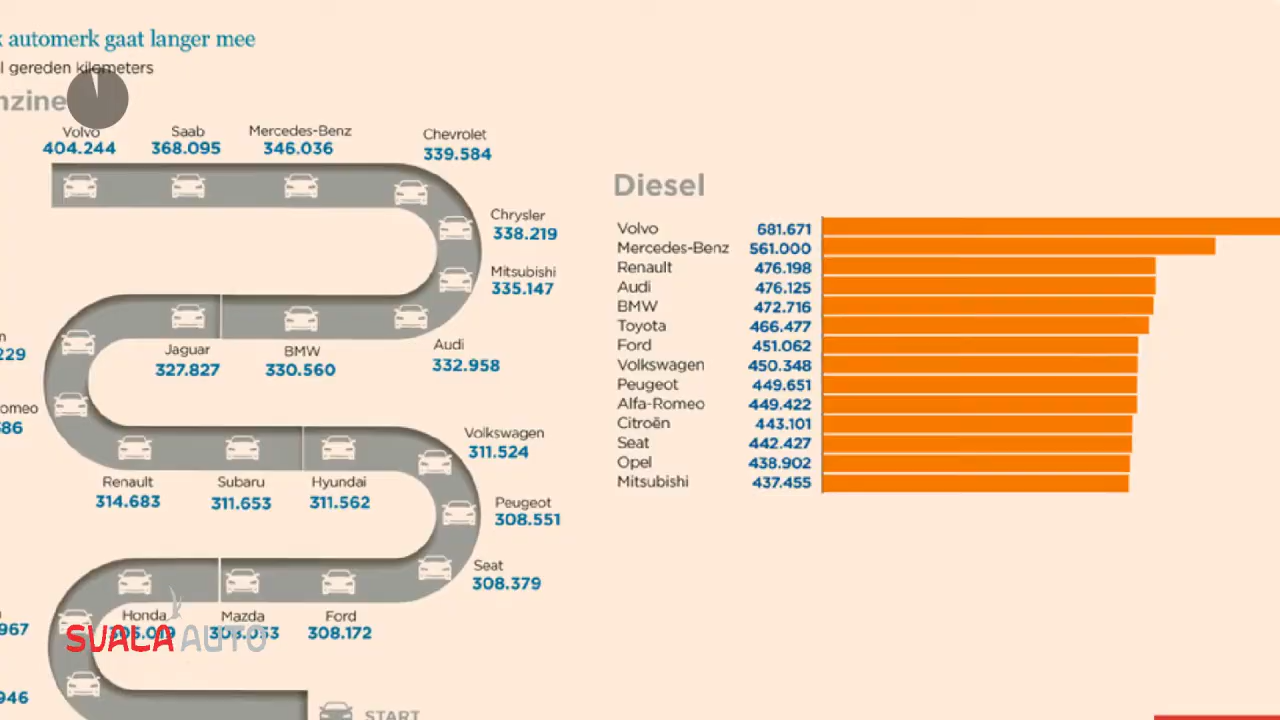 automerk gaat langer mee
gereden kilometers
Volvo
404.244
Saab
368.095
Mercedes-Benz
346.036
Chevrolet
339.584
Chrysler
338.219
Mitsubishi
335.147
Audi
332.958
BMW
330.560
Jaguar
327.827
229
omeo
386
Renault
314.683
Subaru
311.653
Hyundai
311.562
Volkswagen
311.524
Peugeot
308.551
Seat
308.379
Ford
308.172
Mazda
Honda
967
946
START
SVALA AUTO
Diesel
Volvo 681.671
Mercedes-Benz 561.000
Renault 476.198
Audi 476.125
BMW 472.716
Toyota 466.477
Ford 451.062
Volkswagen 450.348
Peugeot 449.651
Alfa-Romeo 449.422
Citroën 443.101
Seat 442.427
Opel 438.902
Mitsubishi 437.455